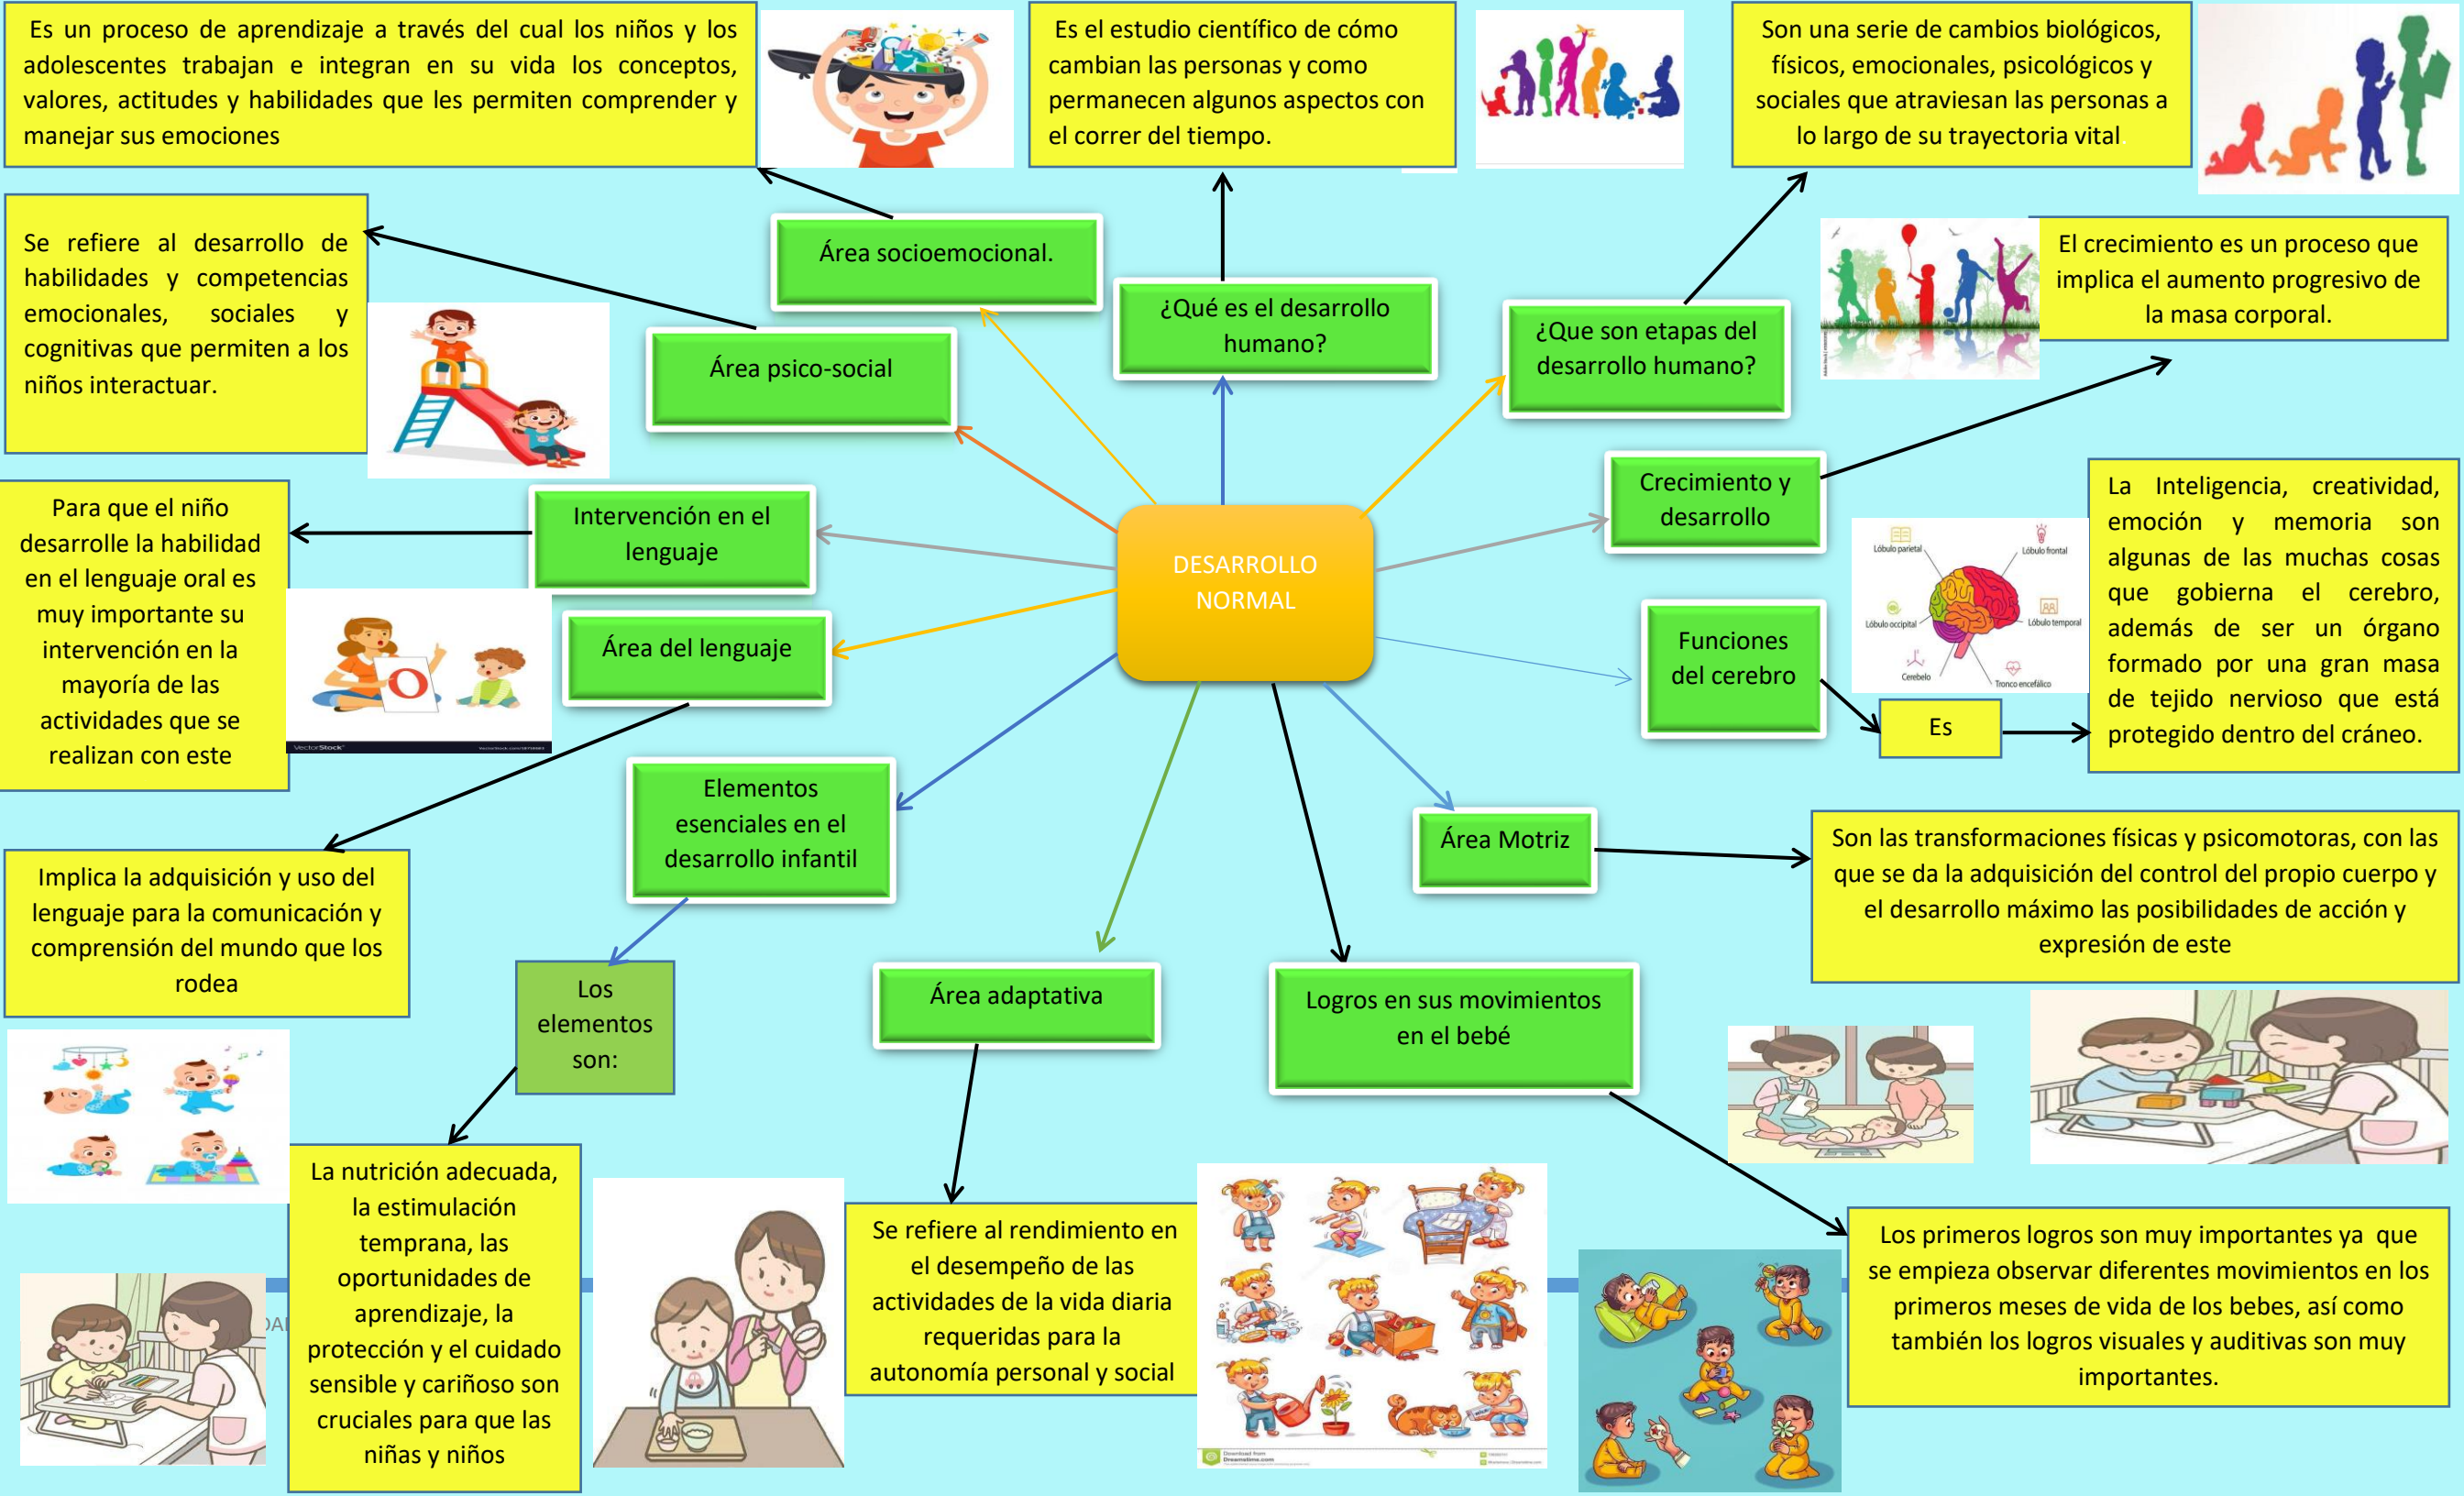 Es un proceso de aprendizaje a través del cual los niños y los
adolescentes trabajan e integran en su vida los conceptos,
valores, actitudes y habilidades que les permiten comprender y
manejar sus emociones
Es el estudio científico de cómo
cambian las personas y como
permanecen algunos aspectos con
el correr del tiempo.
Son una serie de cambios biológicos,
físicos, emocionales, psicológicos y
sociales que atraviesan las personas a
lo largo de su trayectoria vital.
Se refiere al desarrollo de
habilidades y competencias
emocionales, sociales y
cognitivas que permiten a los
niños interactuar.
Área socioemocional.
¿Qué es el desarrollo
humano?
¿Que son etapas del
desarrollo humano?
El crecimiento es un proceso que
implica el aumento progresivo de
la masa corporal.
Área psico-social
Para que el niño
desarrolle la habilidad
en el lenguaje oral es
muy importante su
intervención en la
mayoría de las
actividades que se
realizan con este
Intervención en el
lenguaje
Crecimiento y
desarrollo
DESARROLLO
NORMAL
Lóbulo parietal
Lóbulo frontal
Lóbulo occipital
Lóbulo temporal
Cerebelo
Tronco encefálico
La Inteligencia, creatividad,
emoción y memoria son
algunas de las muchas cosas
que gobierna el cerebro,
además de ser un órgano
formado por una gran masa
de tejido nervioso que está
protegido dentro del cráneo.
O
VectorStock
Área del lenguaje
Funciones
del cerebro
Es
Elementos
esenciales en el
desarrollo infantil
Área Motriz
Son las transformaciones físicas y psicomotoras, con las
que se da la adquisición del control del propio cuerpo y
el desarrollo máximo las posibilidades de acción y
expresión de este
Implica la adquisición y uso del
lenguaje para la comunicación y
comprensión del mundo que los
rodea
Los
elementos
son:
Área adaptativa
Logros en sus movimientos
en el bebé
La nutrición adecuada,
la estimulación
temprana, las
oportunidades de
aprendizaje, la
protección y el cuidado
sensible y cariñoso son
cruciales para que las
niñas y niños
Se refiere al rendimiento en
el desempeño de las
actividades de la vida diaria
requeridas para la
autonomía personal y social
Download from
Dreamstime.com
Los primeros logros son muy importantes ya que
se empieza observar diferentes movimientos en los
primeros meses de vida de los bebes, así como
también los logros visuales y auditivas son muy
importantes.